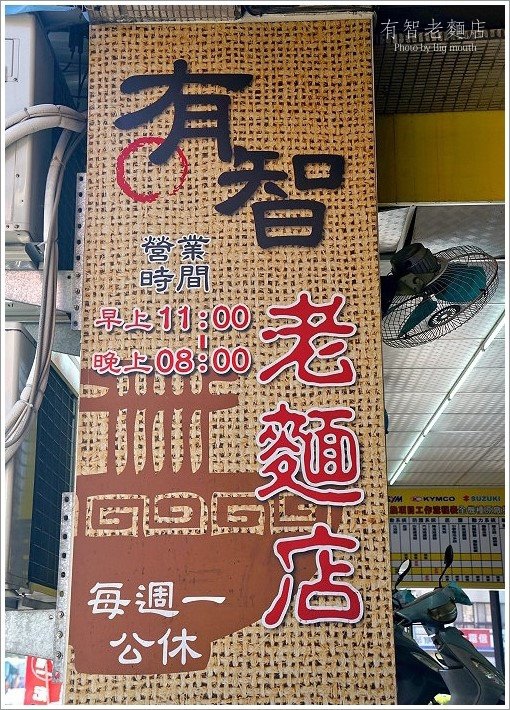 有智老麵店
Photo by Big mouth
有智
營業
時間
早上11:00
|
晚上08:00
老麵店
每週一
公休
KYMCO
SUZUKI